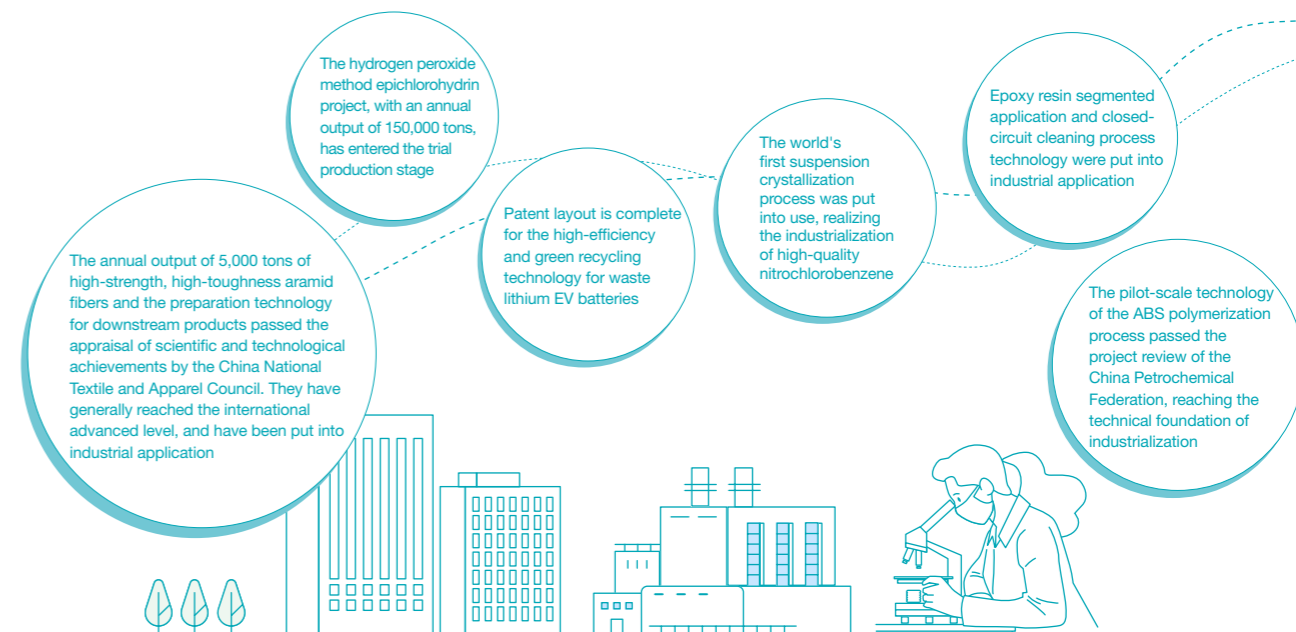 The hydrogen peroxide
method epichlorohydrin
project, with an annual
output of 150,000 tons,
has entered the trial
production stage
Epoxy resin segmented
application and closed-
circuit cleaning process
technology were put into
industrial application
The world's
first suspension
crystallization
process was put
into use, realizing
the industrialization
of high-quality
nitrochlorobenzene
Patent layout is complete
for the high-efficiency
and green recycling
technology for waste
lithium EV batteries
The annual output of 5,000 tons of
high-strength, high-toughness aramid
fibers and the preparation technology
for downstream products passed the
appraisal of scientific and technological
achievements by the China National
Textile and Apparel Council. They have
generally reached the international
advanced level, and have been put into
industrial application
The pilot-scale technology
of the ABS polymerization
process passed the
project review of the
China Petrochemical
Federation, reaching the
technical foundation of
industrialization